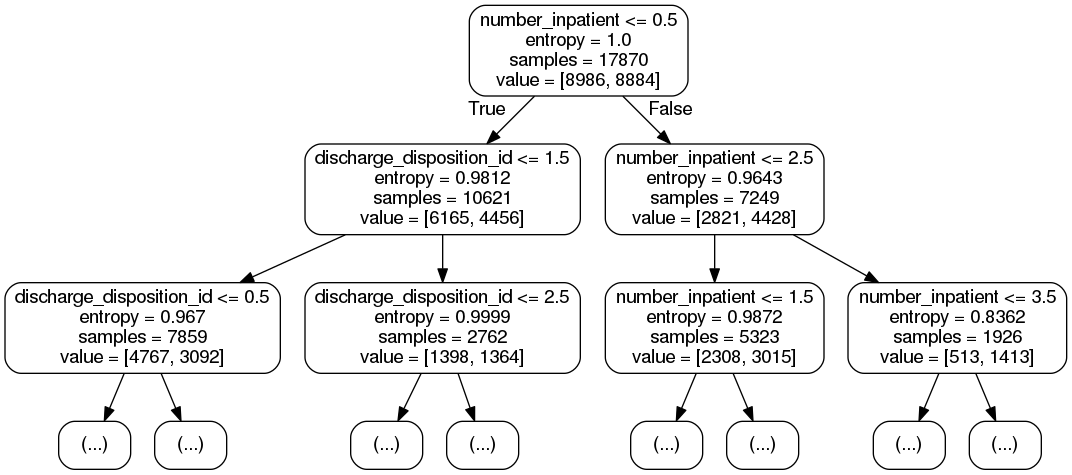 number_inpatient <= 0.5
entropy = 1.0
samples = 17870
value = [8986, 8884]
True
False
discharge_disposition_id <= 1.5
entropy = 0.9812
samples = 10621
value = [6165, 4456]
number_inpatient <= 2.5
entropy = 0.9643
samples = 7249
value = [2821, 4428]
discharge_disposition_id <= 0.5
entropy = 0.967
samples = 7859
value = [4767, 3092]
discharge_disposition_id <= 2.5
entropy = 0.9999
samples = 2762
value = [1398, 1364]
number_inpatient <= 1.5
entropy = 0.9872
samples = 5323
value = [2308, 3015]
number_inpatient <= 3.5
entropy = 0.8362
samples = 1926
value = [513, 1413]
(...)
(...)
(...)
(...)
(...)
(...)
(...)
(...)